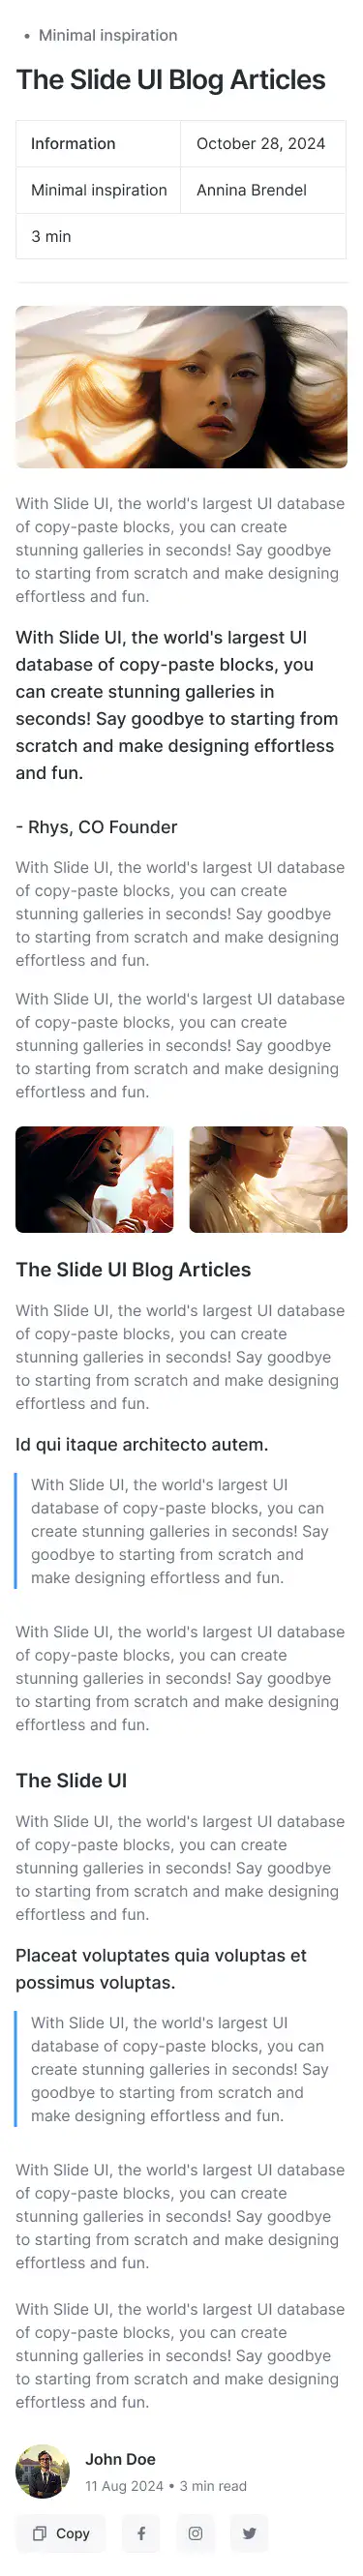 • Minimal inspiration
The Slide UI Blog Articles
Information
October 28, 2024
Minimal inspiration
Annina Brendel
3 min
With Slide UI, the world's largest UI database
of copy-paste blocks, you can create
stunning galleries in seconds! Say goodbye
to starting from scratch and make designing
effortless and fun.
With Slide UI, the world's largest UI
database of copy-paste blocks, you
can create stunning galleries in
seconds! Say goodbye to starting from
scratch and make designing effortless
and fun.
- Rhys, CO Founder
With Slide UI, the world's largest UI database
of copy-paste blocks, you can create
stunning galleries in seconds! Say goodbye
to starting from scratch and make designing
effortless and fun.
With Slide UI, the world's largest UI database
of copy-paste blocks, you can create
stunning galleries in seconds! Say goodbye
to starting from scratch and make designing
effortless and fun.
The Slide UI Blog Articles
With Slide UI, the world's largest UI database
of copy-paste blocks, you can create
stunning galleries in seconds! Say goodbye
to starting from scratch and make designing
effortless and fun.
Id qui itaque architecto autem.
With Slide UI, the world's largest UI
database of copy-paste blocks, you can
create stunning galleries in seconds! Say
goodbye to starting from scratch and
make designing effortless and fun.
With Slide UI, the world's largest UI database
of copy-paste blocks, you can create
stunning galleries in seconds! Say goodbye
to starting from scratch and make designing
effortless and fun.
The Slide UI
With Slide UI, the world's largest UI database
of copy-paste blocks, you can create
stunning galleries in seconds! Say goodbye
to starting from scratch and make designing
effortless and fun.
Placeat voluptates quia voluptas et
possimus voluptas.
With Slide UI, the world's largest UI
database of copy-paste blocks, you can
create stunning galleries in seconds! Say
goodbye to starting from scratch and
make designing effortless and fun.
With Slide UI, the world's largest UI database
of copy-paste blocks, you can create
stunning galleries in seconds! Say goodbye
to starting from scratch and make designing
effortless and fun.
With Slide UI, the world's largest UI database
of copy-paste blocks, you can create
stunning galleries in seconds! Say goodbye
to starting from scratch and make designing
effortless and fun.
John Doe
11 Aug 2024 • 3 min read
Copy